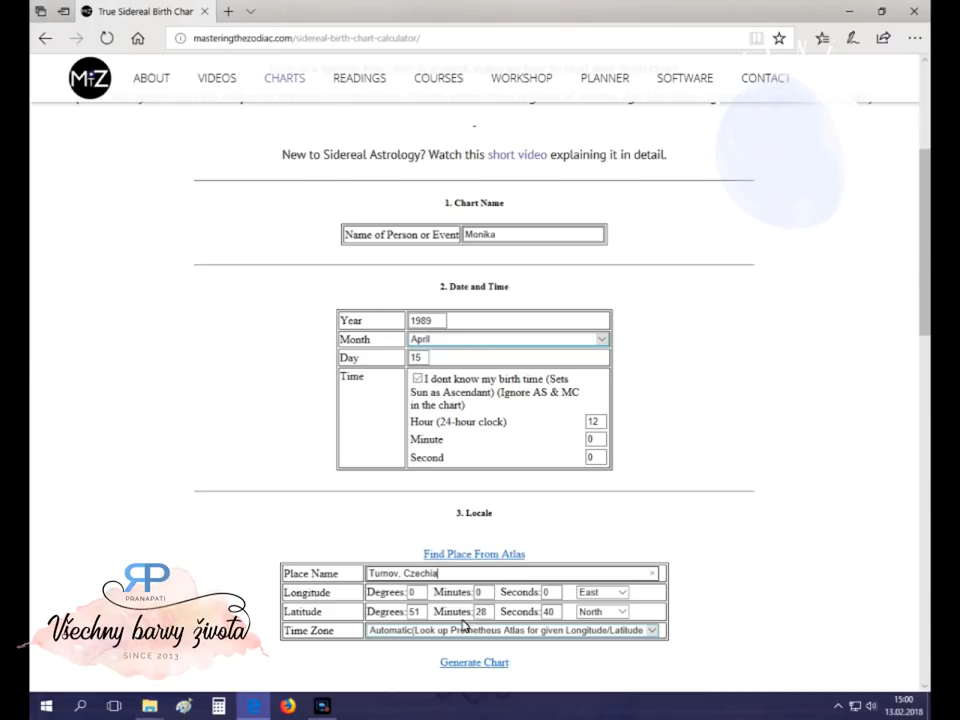 True Sidereal Birth Char
masteringthezodiac.com/sidereal-birth-chart-calculator/
MTZ ABOUT VIDEOS CHARTS READINGS COURSES WORKSHOP PLANNER SOFTWARE CONTACT
-
New to Sidereal Astrology? Watch this short video explaining it in detail.
1. Chart Name
Name of Person or Event Monika
2. Date and Time
Year 1989
Month April
Day 15
Time I dont know my birth time (Sets
Sun as Ascendant) (Ignore AS & MC
in the chart)
Hour (24-hour clock) 12
Minute 0
Second 0
3. Locale
Find Place From Atlas
Place Name Turnov, Czechia
Longitude Degrees: 0 Minutes: 0 Seconds: 0 East
Latitude Degrees: 51 Minutes: 28 Seconds: 40 North
Time Zone Automatic(Look up Prometheus Atlas for given Longitude/Latitude
Generate Chart
RP
PRANAPATI
Všechny barvy života
SINCE 2013
15:00
13.02.2018